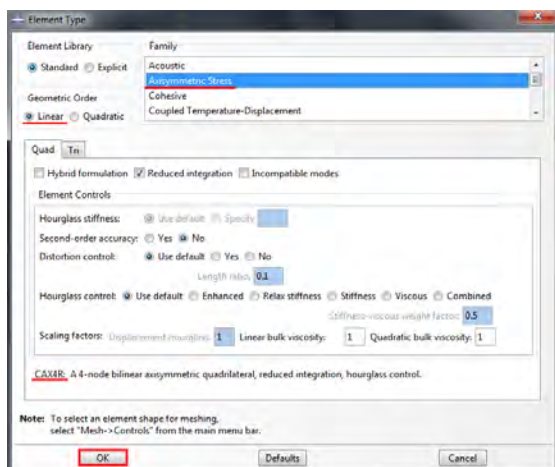 Element Type
Element Library
Family
Standard Explicit
Acoustic
Axisymmetric Stress
Cohesive
Coupled Temperature-Displacement
Geometric Order
Linear Quadratic
Quad Tri
Hybrid formulation Reduced integration Incompatible modes
Element Controls
Hourglass stiffness: Use default Specify
Second-order accuracy: Yes No
Distortion control: Use default Yes No
Length ratio: 0.1
Hourglass control: Use default Enhanced Relax stiffness Stiffness Viscous Combined
Stiffness-viscous weight factor: 0.5
Scaling factors: Displacement hourglass: 1 Linear bulk viscosity: 1 Quadratic bulk viscosity: 1
CAX4R: A 4-node bilinear axisymmetric quadrilateral, reduced integration, hourglass control.
Note: To select an element shape for meshing,
select "Mesh->Controls" from the main menu bar.
OK Defaults Cancel